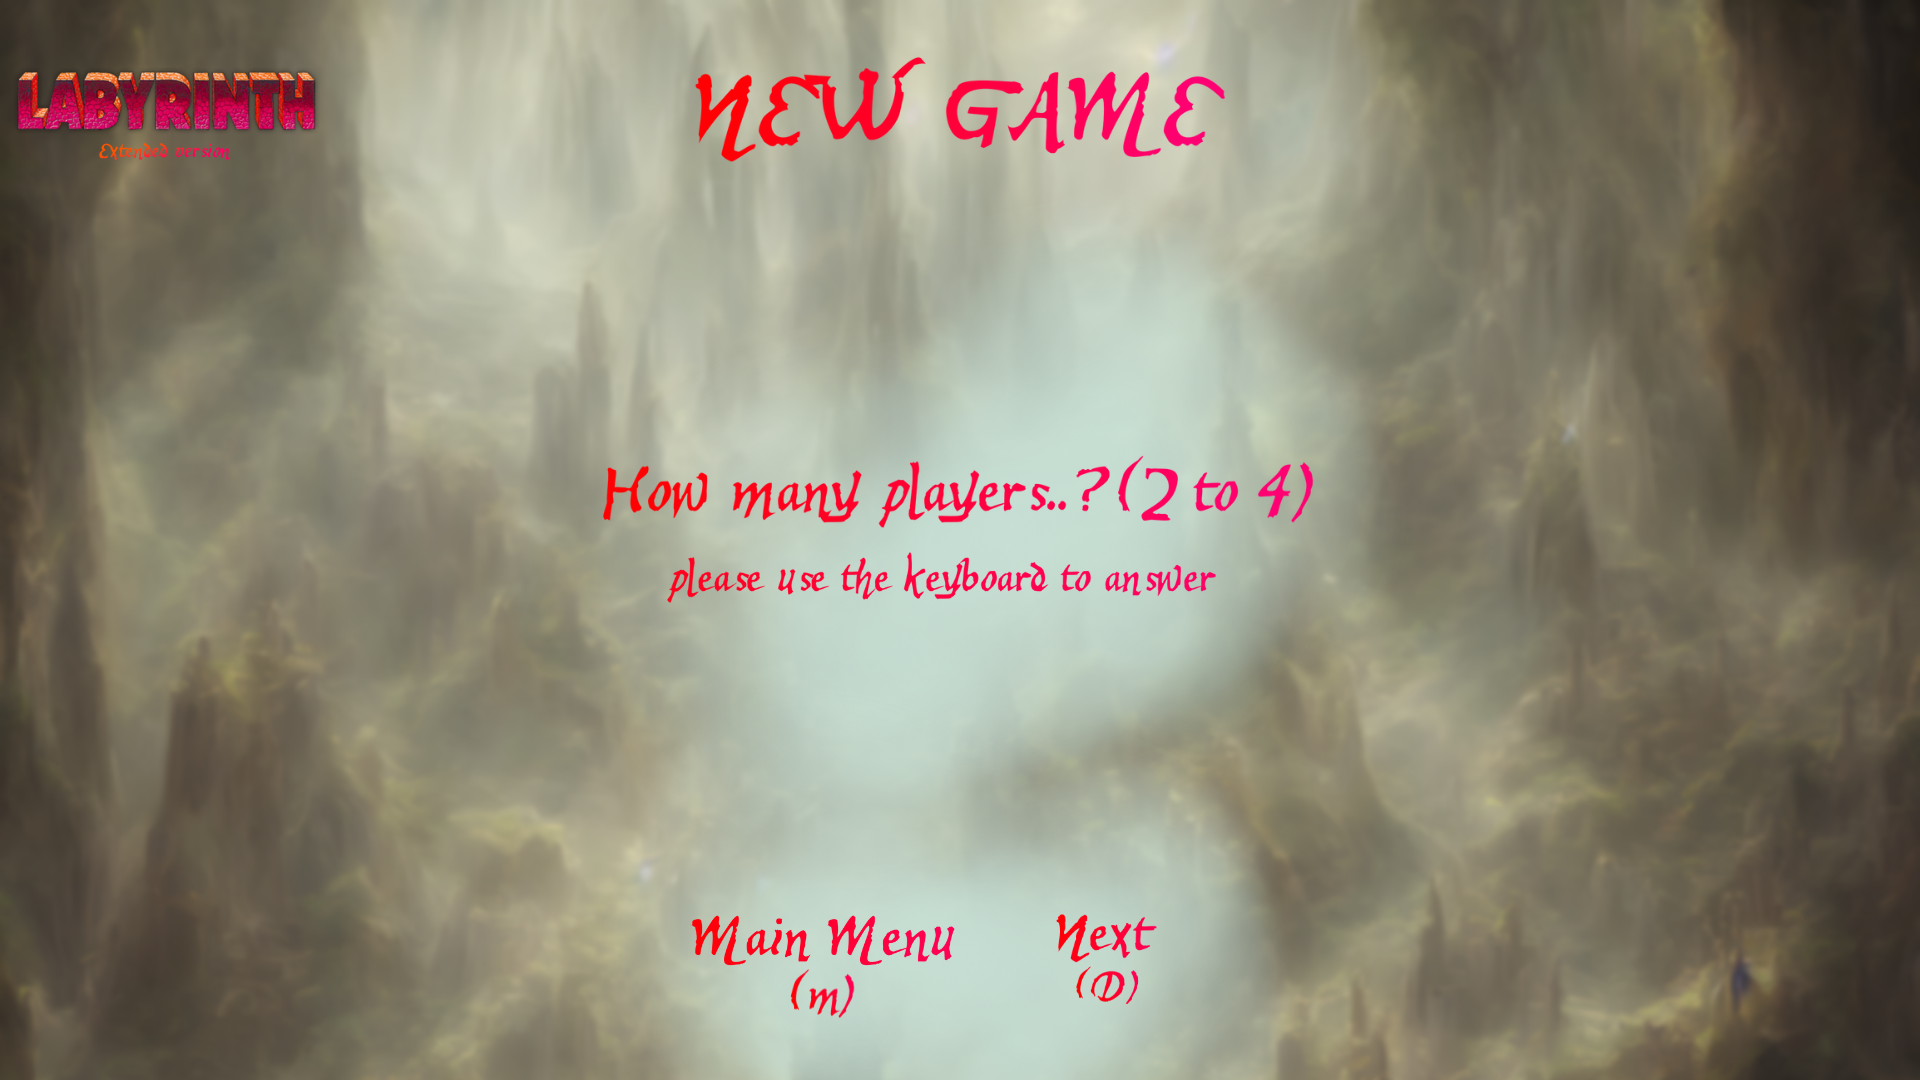 LABYRINTH
Extended version
NEW GAME
How many players..?(2 to 4)
please use the keyboard to answer
Main Menu
(m)
Next
(D)